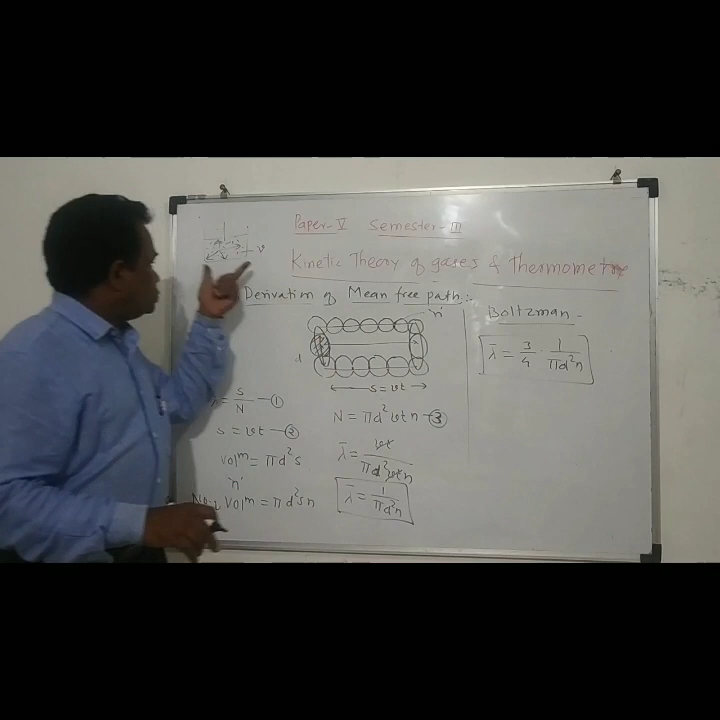 v
Paper-V Semester-III
Kinetic Theory of gases & Thermometry
Derivation of Mean free path:-
'n'
d
s=vt
= s/N —①
s = vt —②
volᵐ = πd²s
'n'
Volᵐ = πd²sn
N = πd²vtn —③
λ̄ = vt/πd²vtn
λ̄ = 1/πd²n
Boltzman -
λ̄ = 3/4 · 1/πd²n